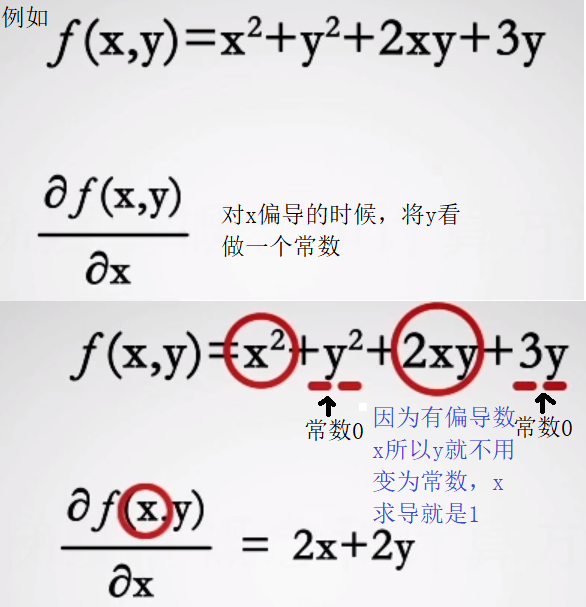 例如
f(x,y)=x²+y²+2xy+3y
∂f(x,y)
∂x
对x偏导的时候，将y看
做一个常数
f(x,y)=x²+y²+2xy+3y
常数0
常数0
因为有偏导数
x所以y就不用
变为常数，x
求导就是1
∂f(x,y)
∂x
= 2x+2y